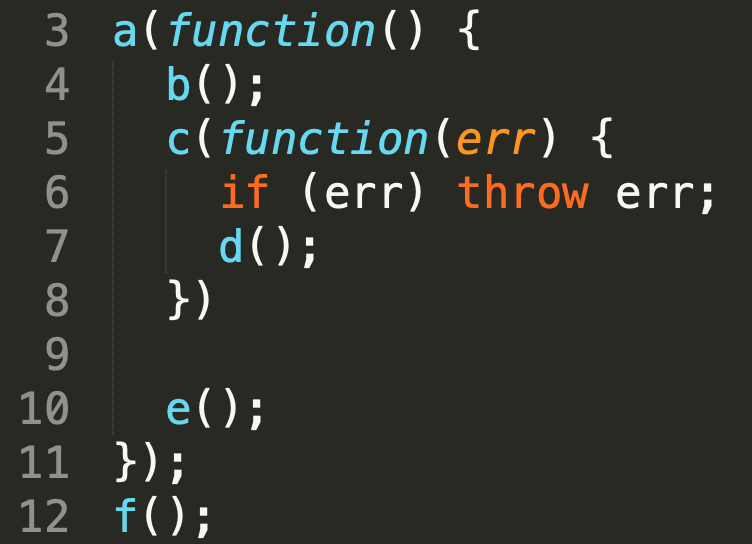 3 a(function() {
4   b();
5   c(function(err) {
6     if (err) throw err;
7     d();
8   })
9
10   e();
11 });
12 f();